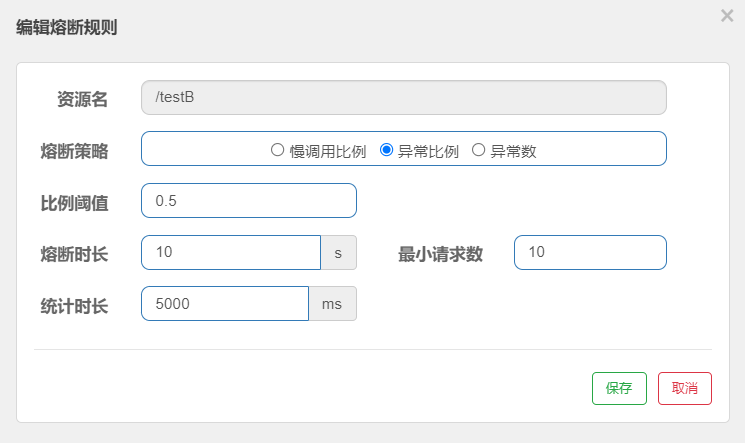 编辑熔断规则
×
资源名 /testB
熔断策略 慢调用比例 异常比例 异常数
比例阈值 0.5
熔断时长 10 s 最小请求数 10
统计时长 5000 ms
保存 取消